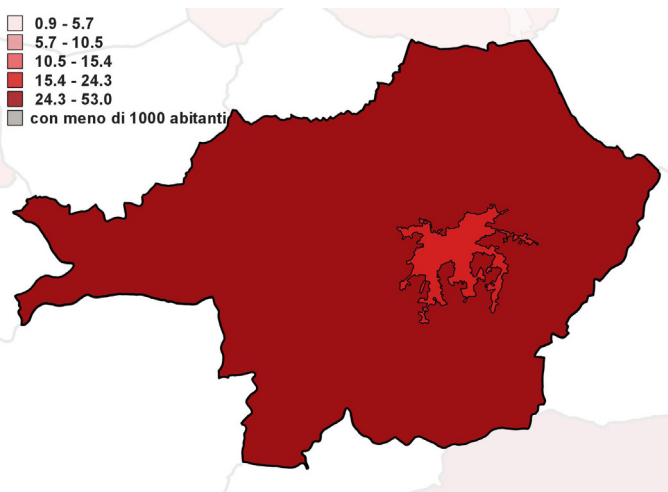 0.9 - 5.7
5.7 - 10.5
10.5 - 15.4
15.4 - 24.3
24.3 - 53.0
con meno di 1000 abitanti